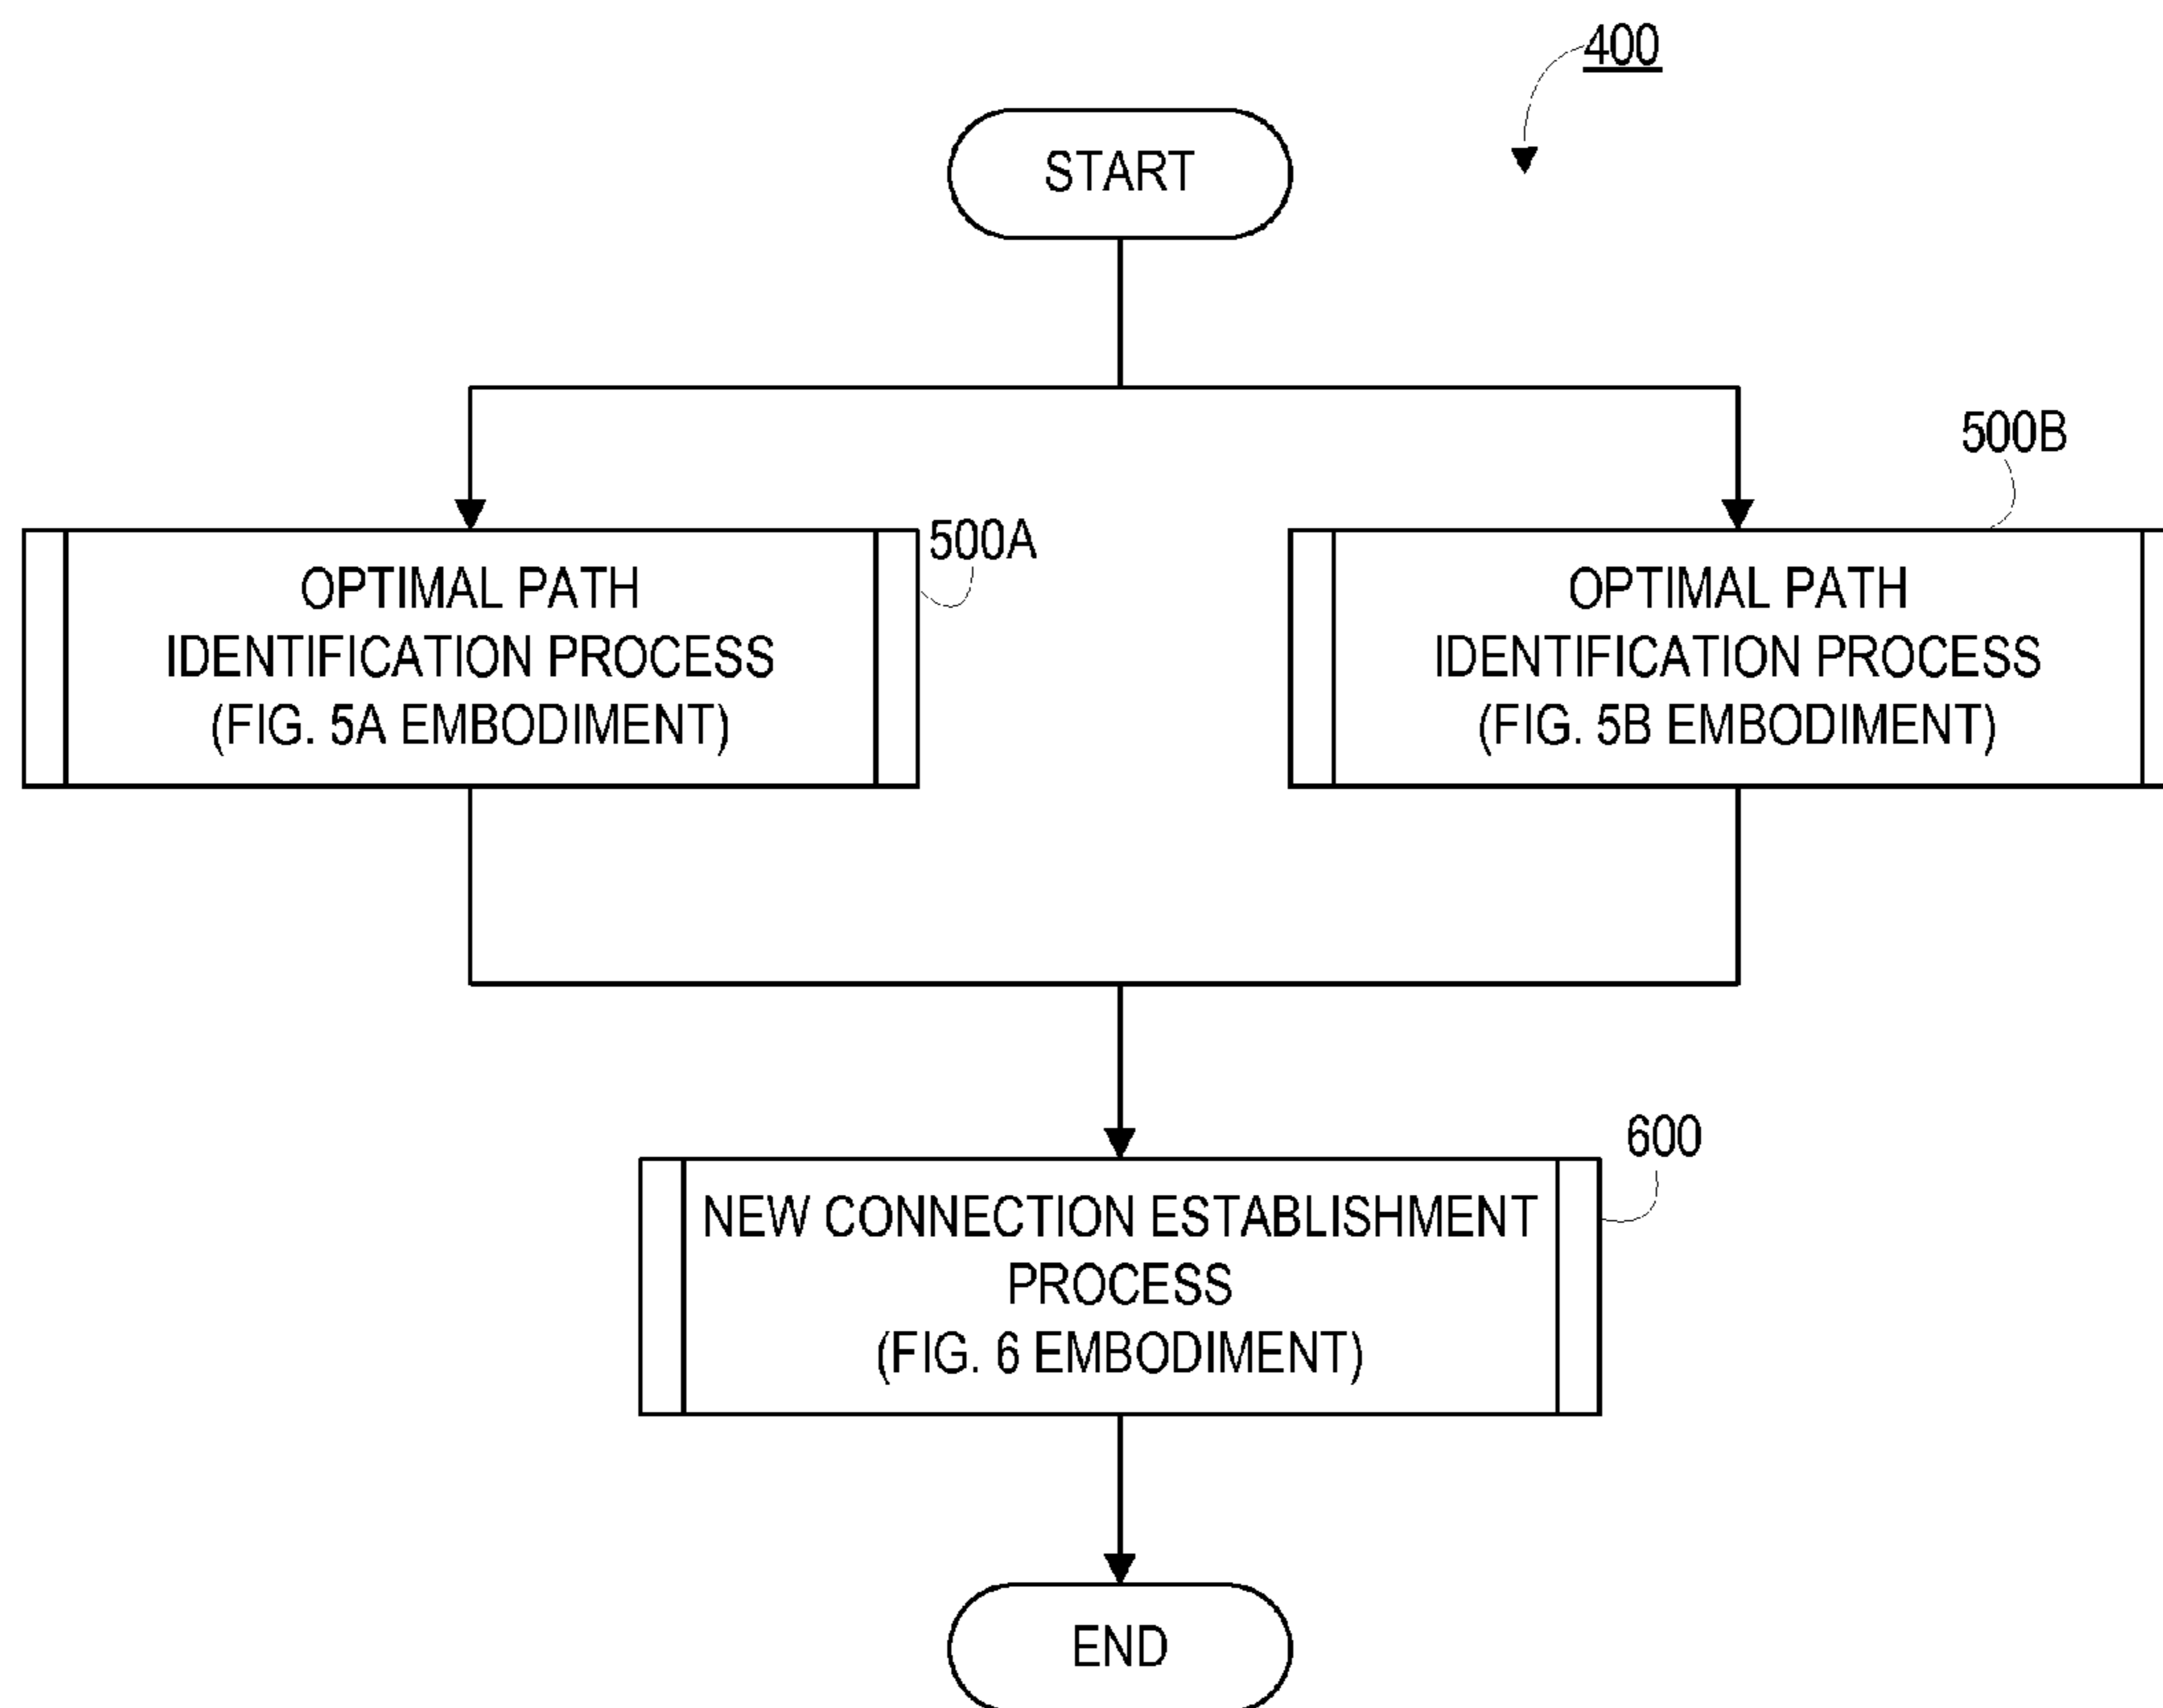 400
START
500B
500A
OPTIMAL PATH
IDENTIFICATION PROCESS
(FIG. 5A EMBODIMENT)
OPTIMAL PATH
IDENTIFICATION PROCESS
(FIG. 5B EMBODIMENT)
600
NEW CONNECTION ESTABLISHMENT
PROCESS
(FIG. 6 EMBODIMENT)
END